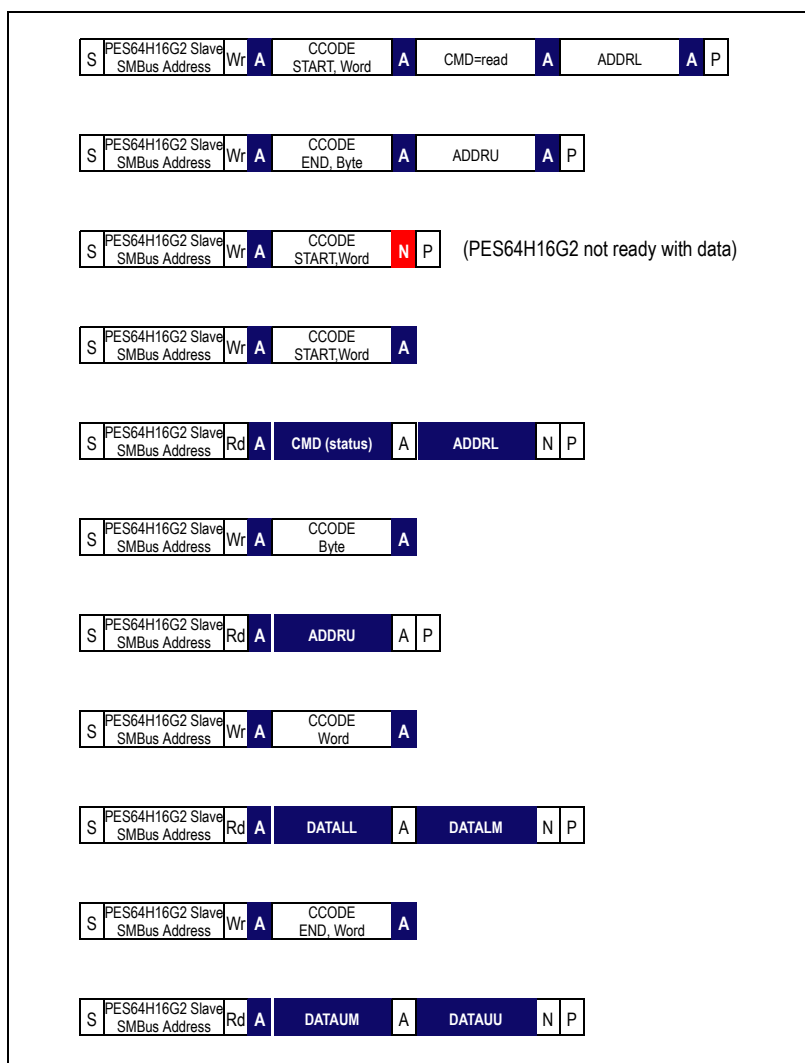 S PES64H16G2 Slave SMBus Address Wr A CCODE START, Word A CMD=read A ADDRL A P
S PES64H16G2 Slave SMBus Address Wr A CCODE END, Byte A ADDRU A P
S PES64H16G2 Slave SMBus Address Wr A CCODE START,Word N P (PES64H16G2 not ready with data)
S PES64H16G2 Slave SMBus Address Wr A CCODE START,Word A
S PES64H16G2 Slave SMBus Address Rd A CMD (status) A ADDRL N P
S PES64H16G2 Slave SMBus Address Wr A CCODE Byte A
S PES64H16G2 Slave SMBus Address Rd A ADDRU A P
S PES64H16G2 Slave SMBus Address Wr A CCODE Word A
S PES64H16G2 Slave SMBus Address Rd A DATALL A DATALM N P
S PES64H16G2 Slave SMBus Address Wr A CCODE END, Word A
S PES64H16G2 Slave SMBus Address Rd A DATAUM A DATAUU N P